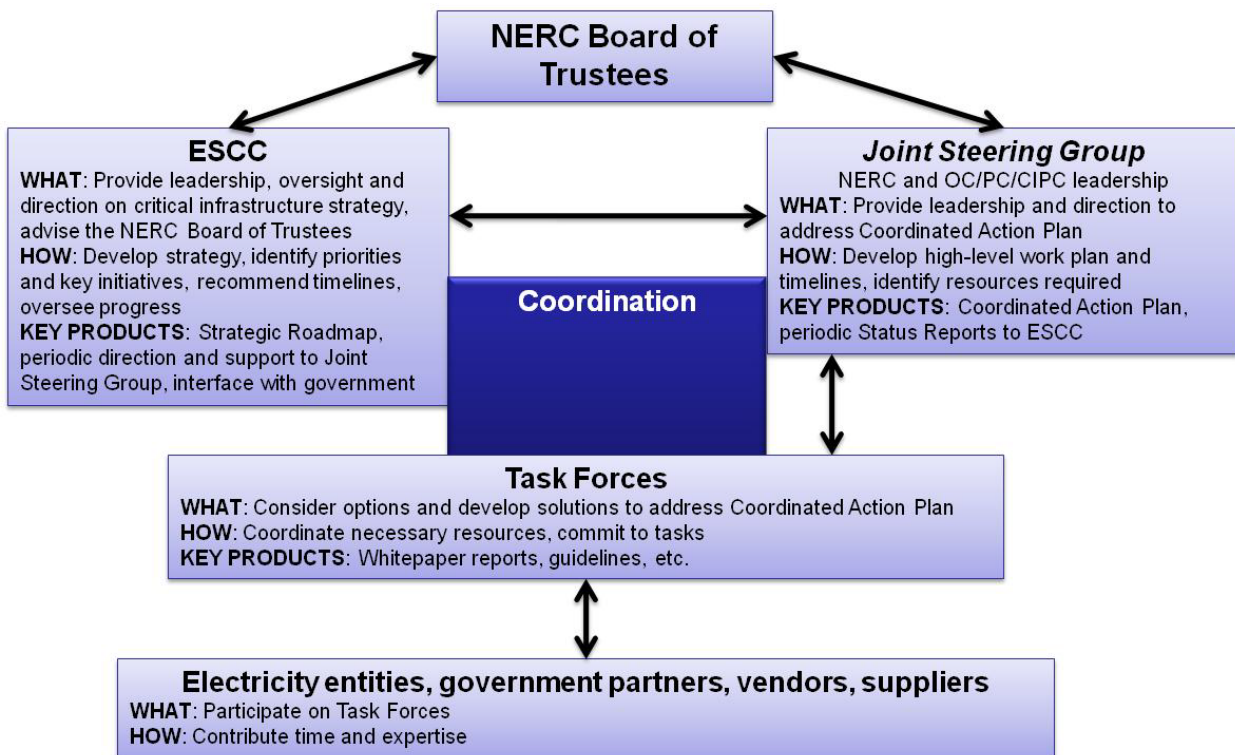 NERC Board of
Trustees
ESCC
WHAT: Provide leadership, oversight and
direction on critical infrastructure strategy,
advise the NERC Board of Trustees
HOW: Develop strategy, identify priorities
and key initiatives, recommend timelines,
oversee progress
KEY PRODUCTS: Strategic Roadmap,
periodic direction and support to Joint
Steering Group, interface with government
Joint Steering Group
NERC and OC/PC/CIPC leadership
WHAT: Provide leadership and direction to
address Coordinated Action Plan
HOW: Develop high-level work plan and
timelines, identify resources required
KEY PRODUCTS: Coordinated Action Plan,
periodic Status Reports to ESCC
Coordination
Task Forces
WHAT: Consider options and develop solutions to address Coordinated Action Plan
HOW: Coordinate necessary resources, commit to tasks
KEY PRODUCTS: Whitepaper reports, guidelines, etc.
Electricity entities, government partners, vendors, suppliers
WHAT: Participate on Task Forces
HOW: Contribute time and expertise